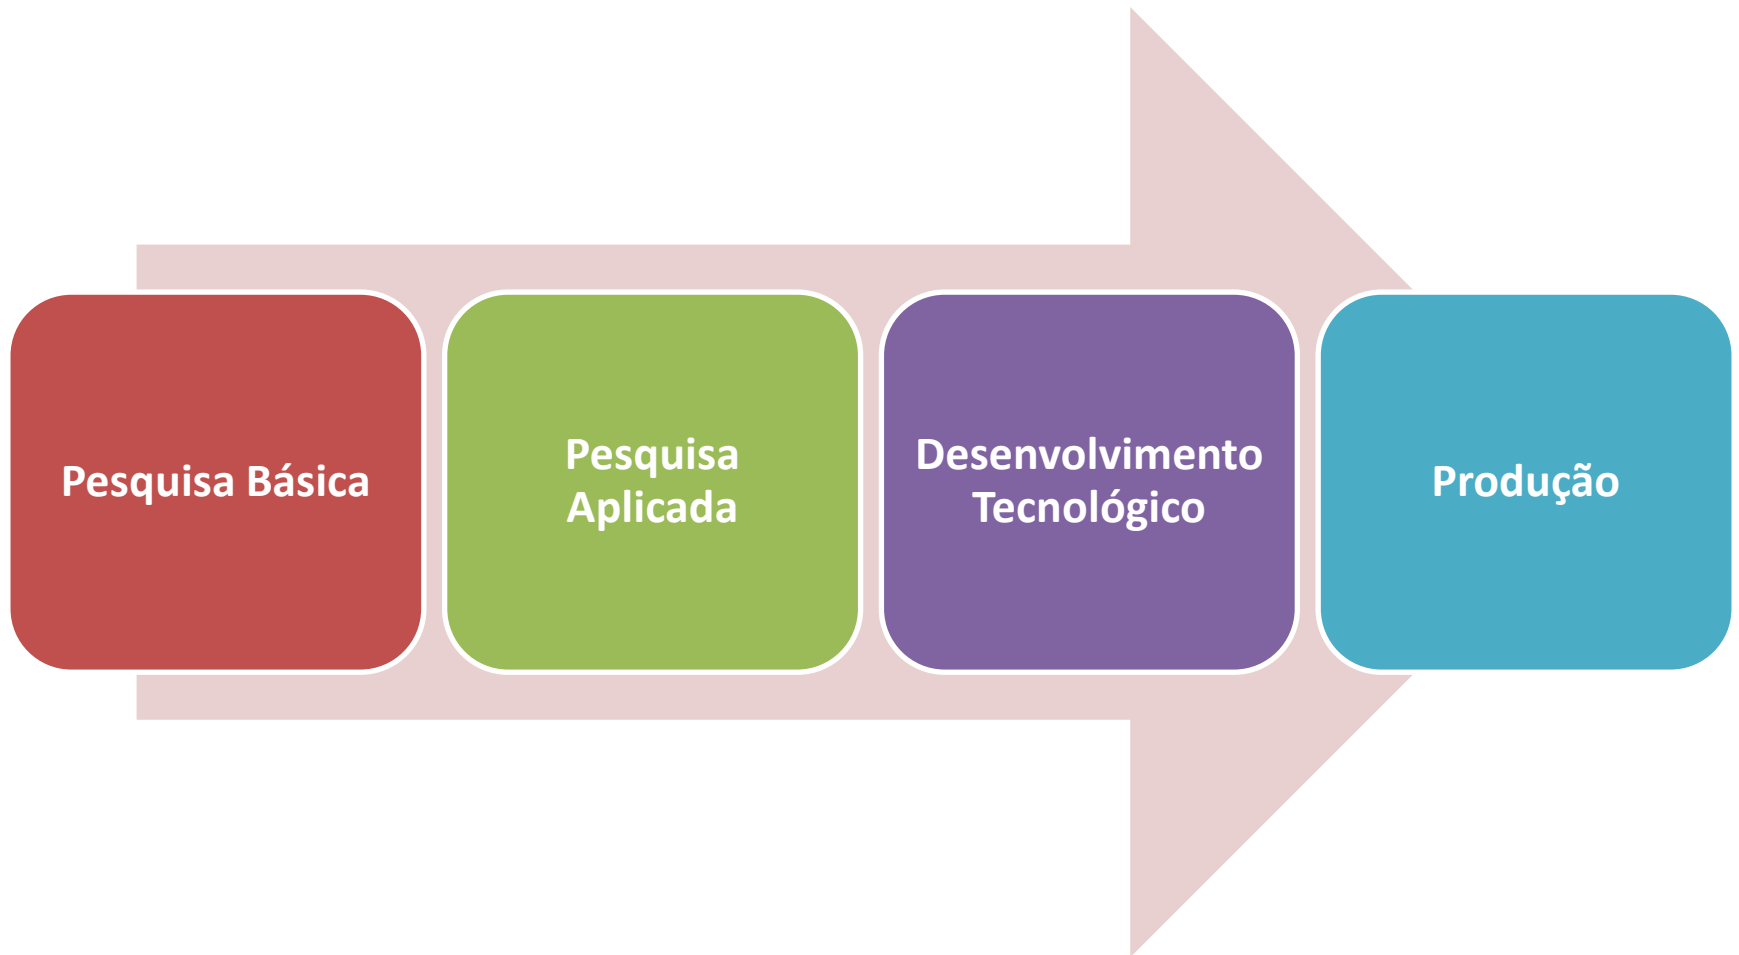 Pesquisa Básica
Pesquisa
Aplicada
Desenvolvimento
Tecnológico
Produção